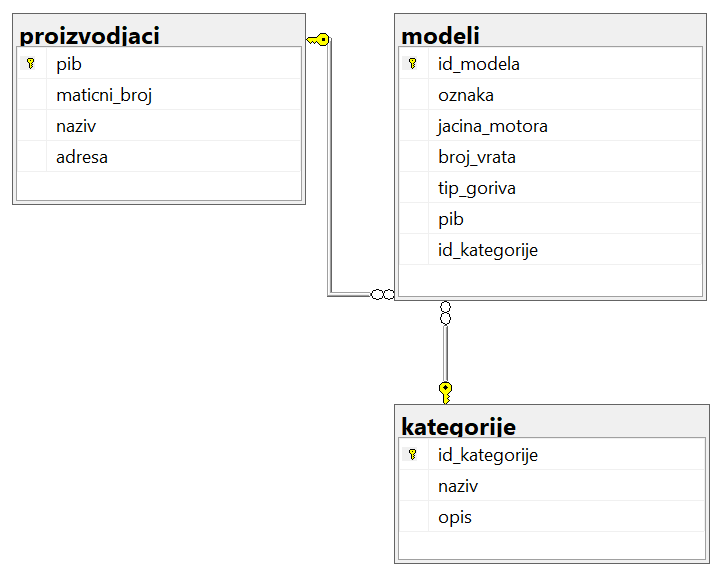 proizvodjaci
pib
maticni_broj
naziv
adresa
modeli
id_modela
oznaka
jacina_motora
broj_vrata
tip_goriva
pib
id_kategorije
kategorije
id_kategorije
naziv
opis